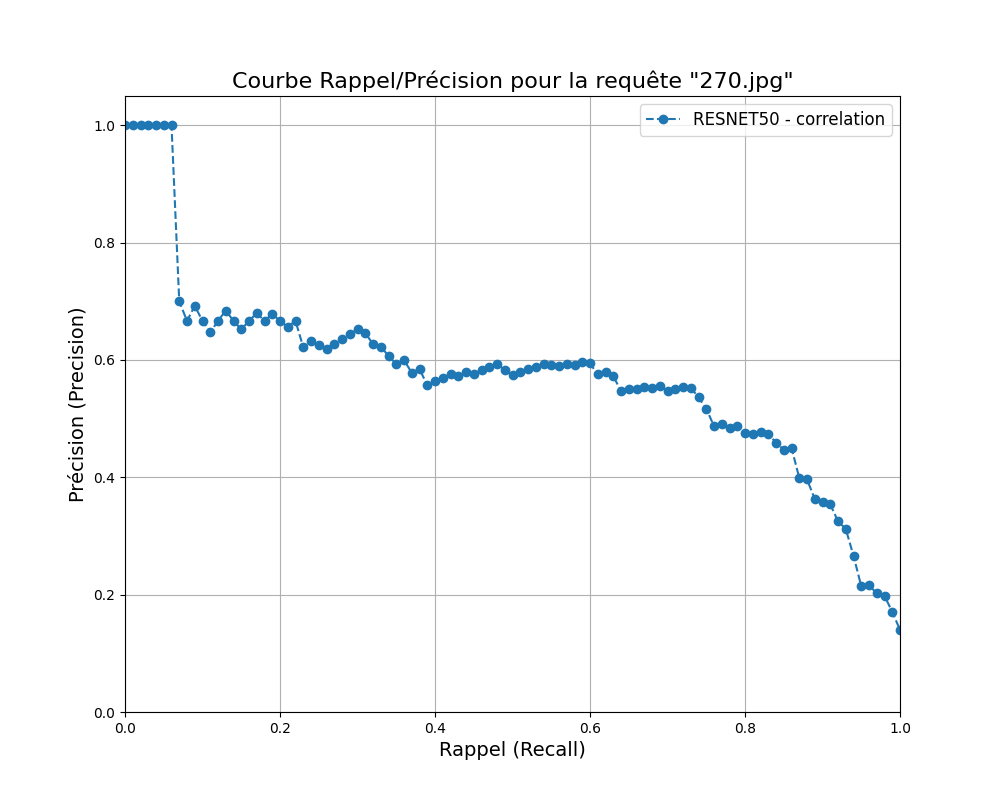 Courbe Rappel/Précision pour la requête "270.jpg"
RESNET50 - correlation
Précision (Precision)
1.0
0.8
0.6
0.4
0.2
0.0
0.0 0.2 0.4 0.6 0.8 1.0
Rappel (Recall)